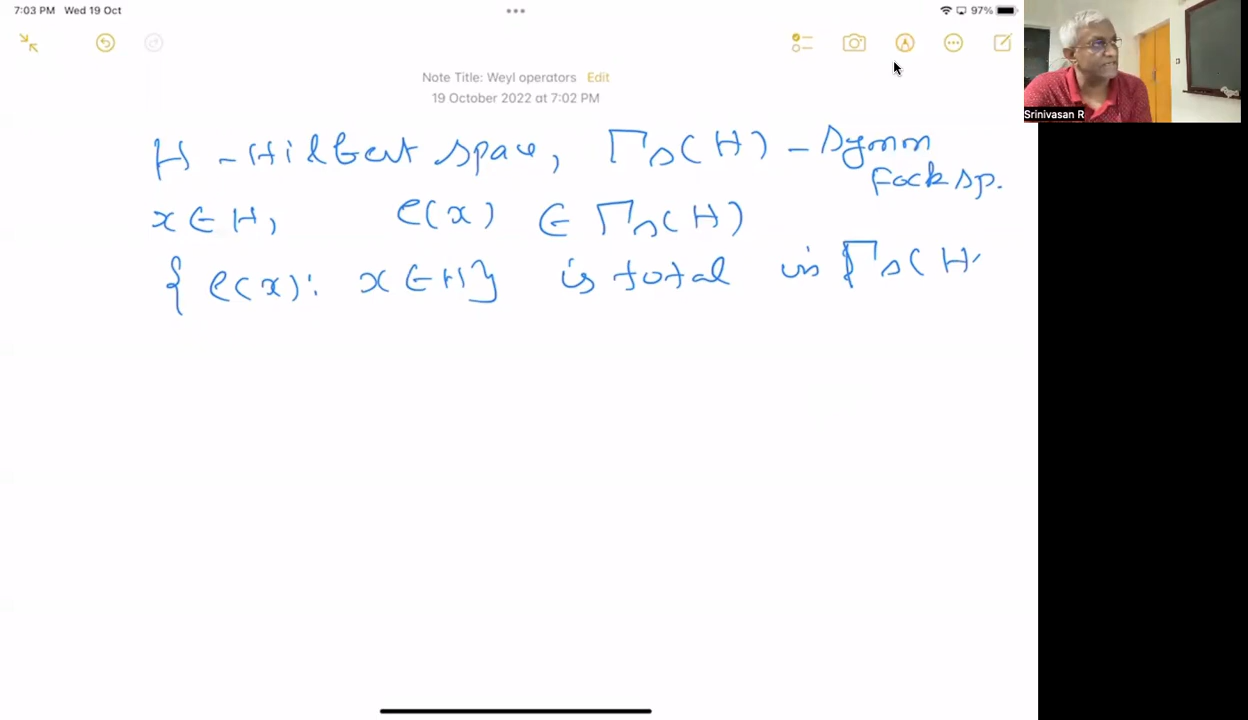 7:03 PM Wed 19 Oct
97%
Note Title: Weyl operators Edit
19 October 2022 at 7:02 PM
Srinivasan R
H - Hilbert space, Γs(H) - Symm
Fock sp.
x ∈ H, e(x) ∈ Γs(H)
{ e(x): x ∈ H} is total in Γs(H